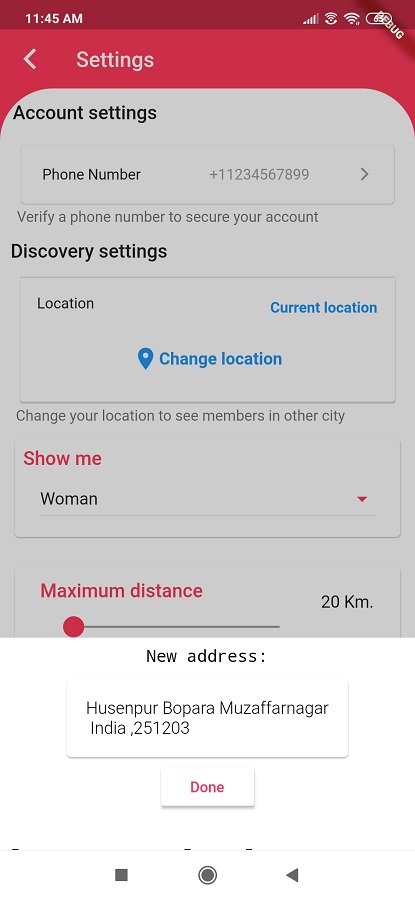 11:45 AM
Settings
Account settings
Phone Number +11234567899
Verify a phone number to secure your account
Discovery settings
Location
Current location
Change location
Change your location to see members in other city
Show me
Woman
Maximum distance
20 Km.
New address:
Husenpur Bopara Muzaffarnagar
India ,251203
Done